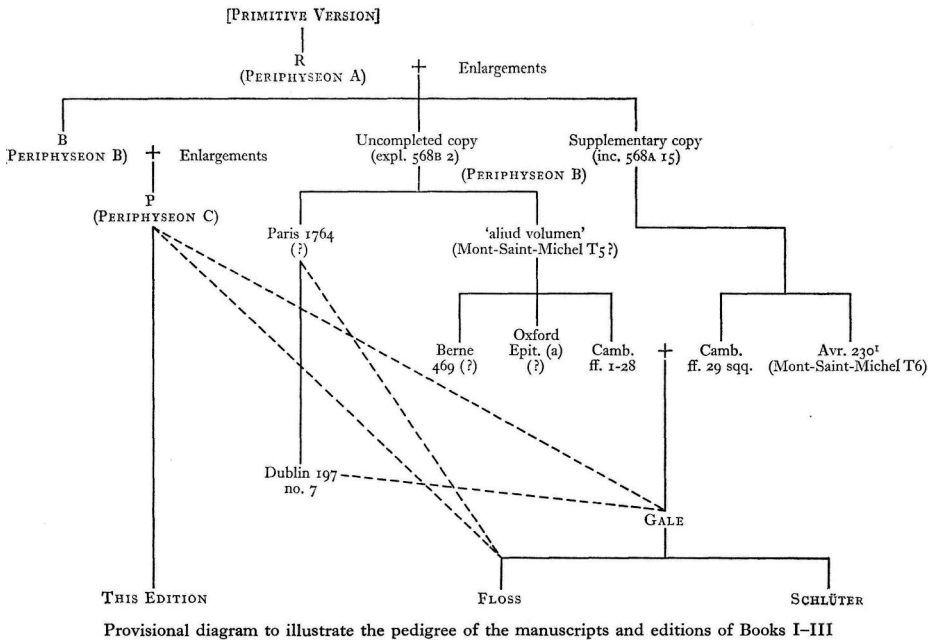 [PRIMITIVE VERSION]
R
(PERIPHYSEON A)
+ Enlargements
B
(PERIPHYSEON B)
+ Enlargements
Uncompleted copy
(expl. 568B 2)
(PERIPHYSEON B)
Supplementary copy
(inc. 568A 15)
P
(PERIPHYSEON C)
Paris 1764
(?)
'aliud volumen'
(Mont-Saint-Michel T5?)
Berne
469 (?)
Oxford
Epit. (a)
(?)
Camb.
ff. 1-28
+
Camb.
ff. 29 sqq.
Avr. 230¹
(Mont-Saint-Michel T6)
Dublin 197
no. 7
GALE
THIS EDITION
FLOSS
SCHLÜTER
Provisional diagram to illustrate the pedigree of the manuscripts and editions of Books I–III